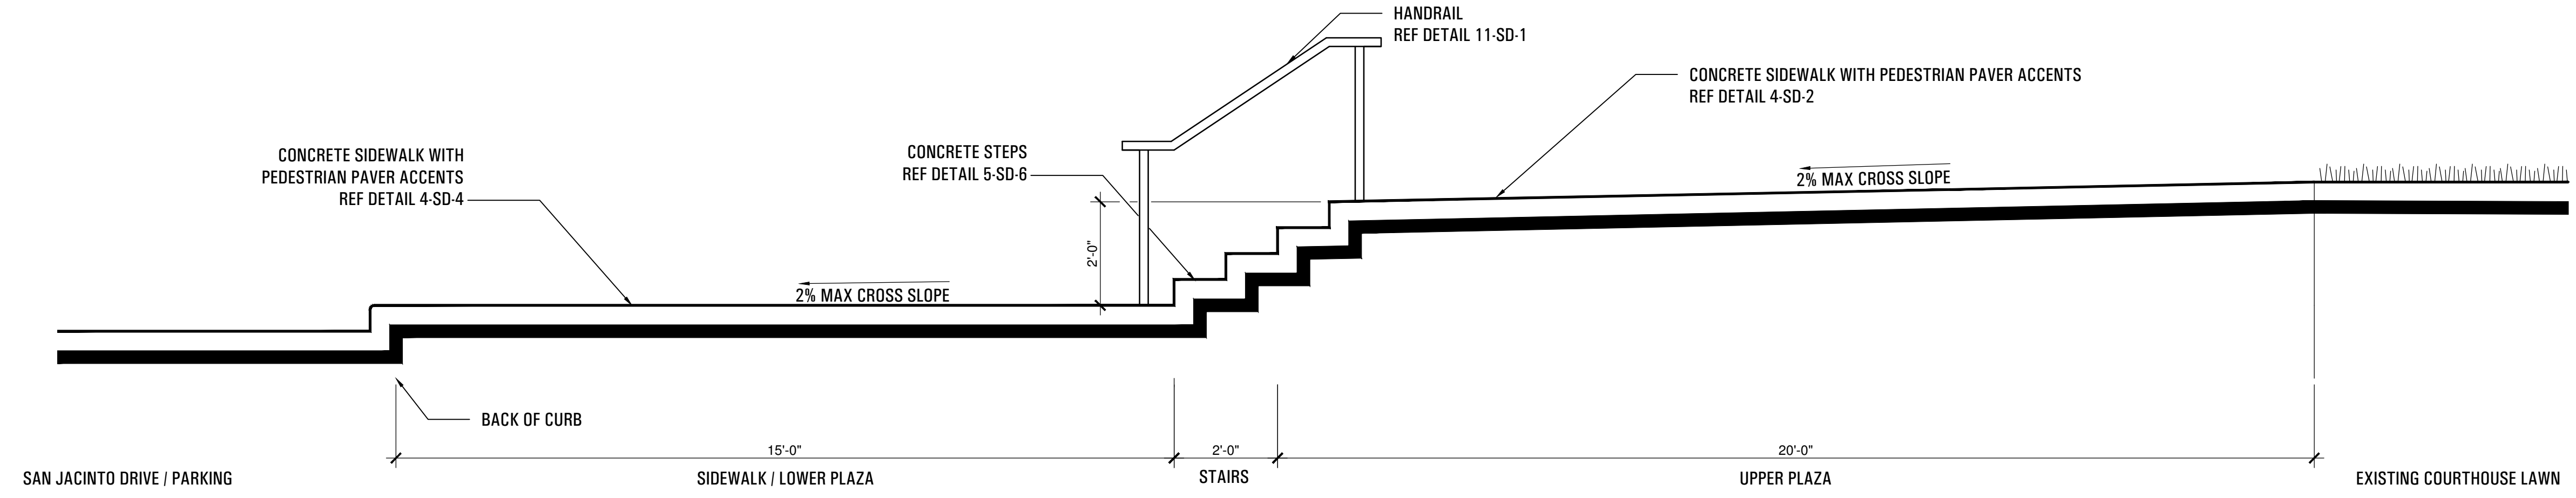 HANDRAIL
REF DETAIL 11-SD-1
CONCRETE SIDEWALK WITH PEDESTRIAN PAVER ACCENTS
REF DETAIL 4-SD-2
CONCRETE SIDEWALK WITH
PEDESTRIAN PAVER ACCENTS
REF DETAIL 4-SD-4
CONCRETE STEPS
REF DETAIL 5-SD-6
2% MAX CROSS SLOPE
2'-0"
2% MAX CROSS SLOPE
BACK OF CURB
15'-0"
2'-0"
20'-0"
SAN JACINTO DRIVE / PARKING
SIDEWALK / LOWER PLAZA
STAIRS
UPPER PLAZA
EXISTING COURTHOUSE LAWN